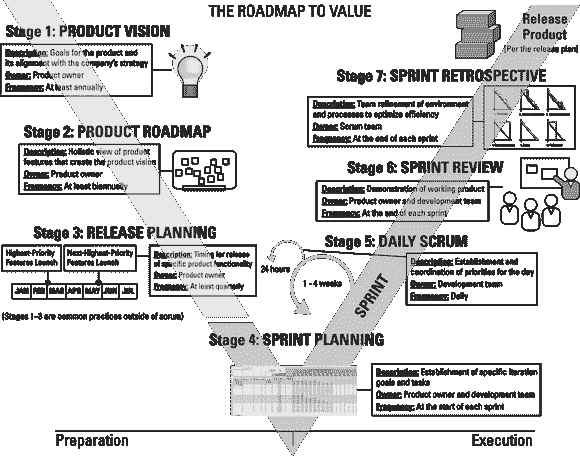 THE ROADMAP TO VALUE
Stage 1: PRODUCT VISION
Description: Goals for the product and
its alignment with the company's strategy
Owner: Product owner
Frequency: At least annually
Stage 2: PRODUCT ROADMAP
Description: Holistic view of product
features that create the product vision
Owner: Product owner
Frequency: At least biannually
Stage 3: RELEASE PLANNING
Highest-Priority
Features Launch
Next-Highest-Priority
Features Launch
JAN FEB MAR APR MAY JUN JUL
Description: Timing for release
of specific product functionality
Owner: Product owner
Frequency: At least quarterly
(Stages 1–3 are common practices outside of scrum)
Stage 4: SPRINT PLANNING
Description: Establishment of specific iteration
goals and tasks
Owner: Product owner and development team
Frequency: At the start of each sprint
24 hours
1 - 4 weeks
SPRINT
Stage 5: DAILY SCRUM
Description: Establishment and
coordination of priorities for the day
Owner: Development team
Frequency: Daily
Stage 6: SPRINT REVIEW
Description: Demonstration of working product
Owner: Product owner and development team
Frequency: At the end of each sprint
Stage 7: SPRINT RETROSPECTIVE
Description: Team refinement of environment
and processes to optimize efficiency
Owner: Scrum team
Frequency: At the end of each sprint
Release
Product
(Per the release plan)
Preparation
Execution